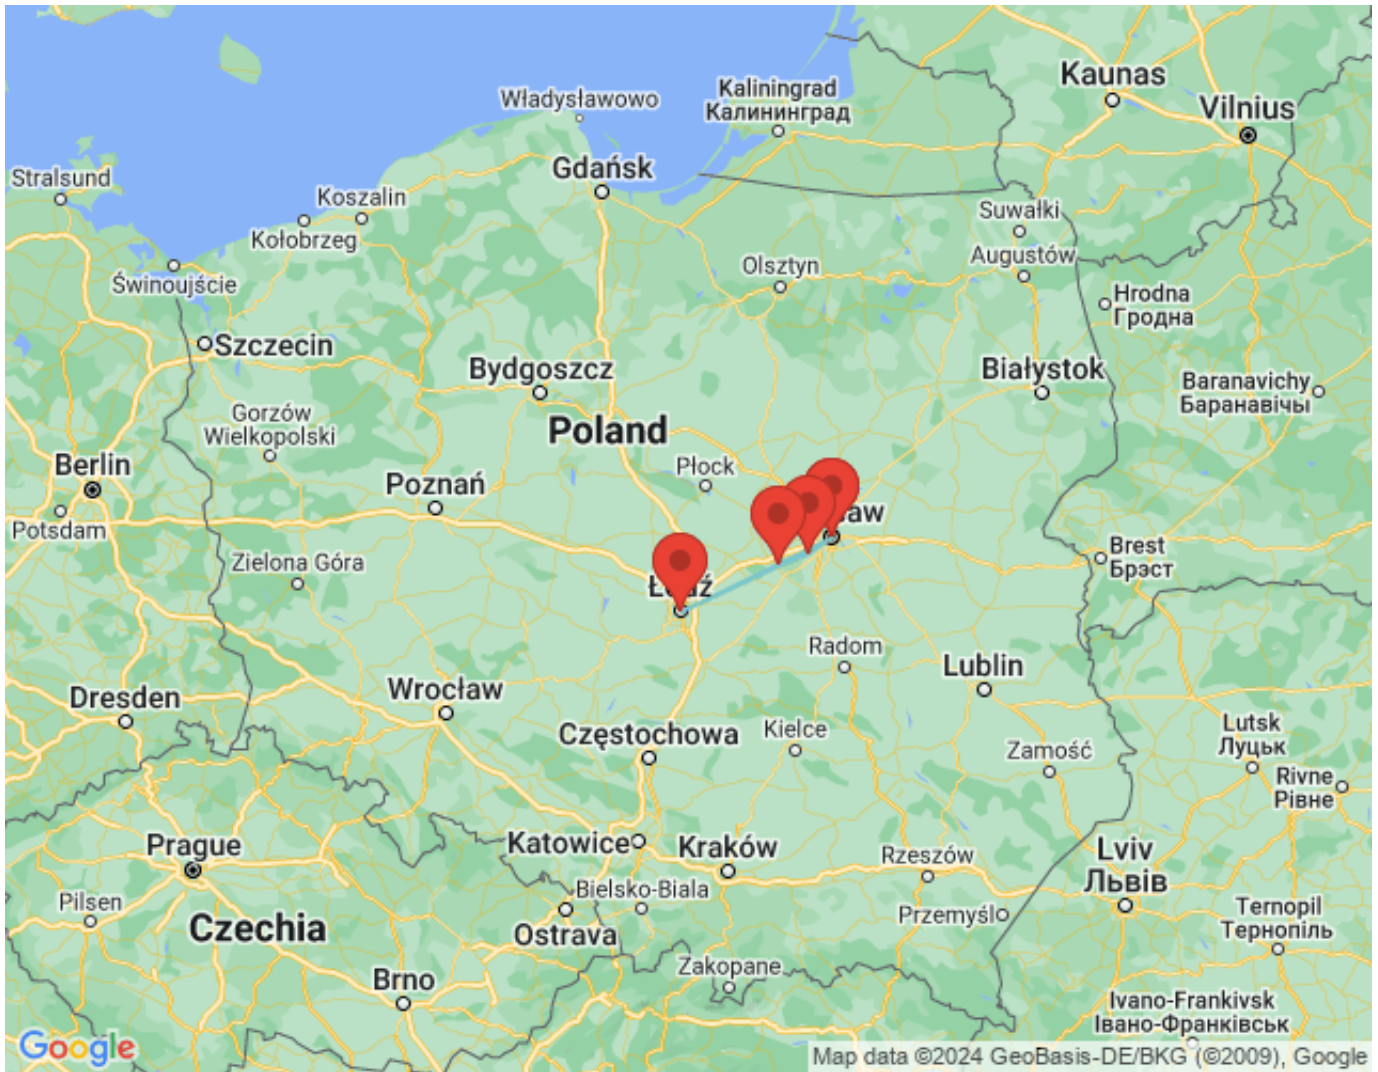 Kaunas
Vilnius
Kaliningrad
Калининград
Władysławowo
Gdańsk
Stralsund
Koszalin
Kołobrzeg
Suwałki
Augustów
Olsztyn
Świnoujście
Hrodna
Гродна
Szczecin
Bydgoszcz
Białystok
Baranavichy
Баранавічы
Gorzów
Wielkopolski
Poland
Berlin
Płock
Poznań
Potsdam
Brest
Брэст
Zielona Góra
Radom
Lublin
Wrocław
Dresden
Częstochowa
Kielce
Zamość
Lutsk
Луцьк
Rivne
Рівне
Prague
Katowice
Kraków
Rzeszów
Lviv
Львів
Bielsko-Biala
Pilsen
Przemyśl
Ternopil
Тернопіль
Czechia
Ostrava
Zakopane
Brno
Ivano-Frankivsk
Івано-Франківськ
Google
Map data ©2024 GeoBasis-DE/BKG (©2009), Google